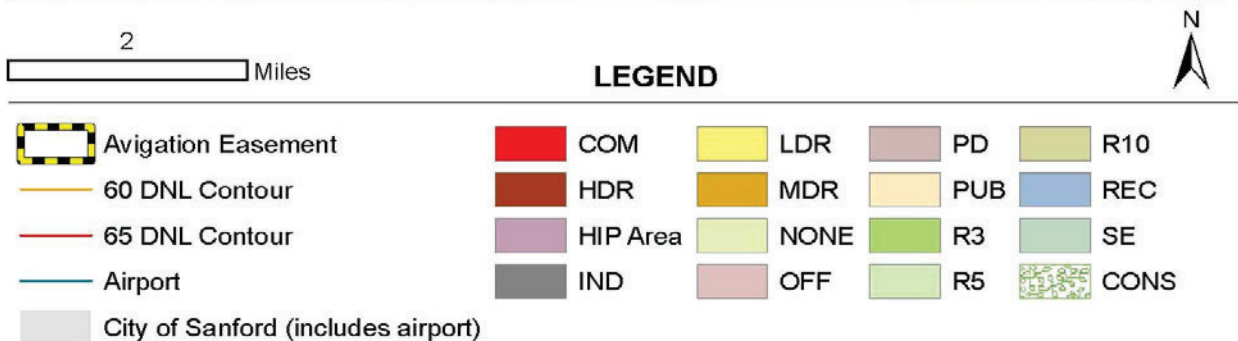 N
2
Miles
LEGEND
Avigation Easement
60 DNL Contour
65 DNL Contour
Airport
City of Sanford (includes airport)
COM
HDR
HIP Area
IND
LDR
MDR
NONE
OFF
PD
PUB
R3
R5
R10
REC
SE
CONS